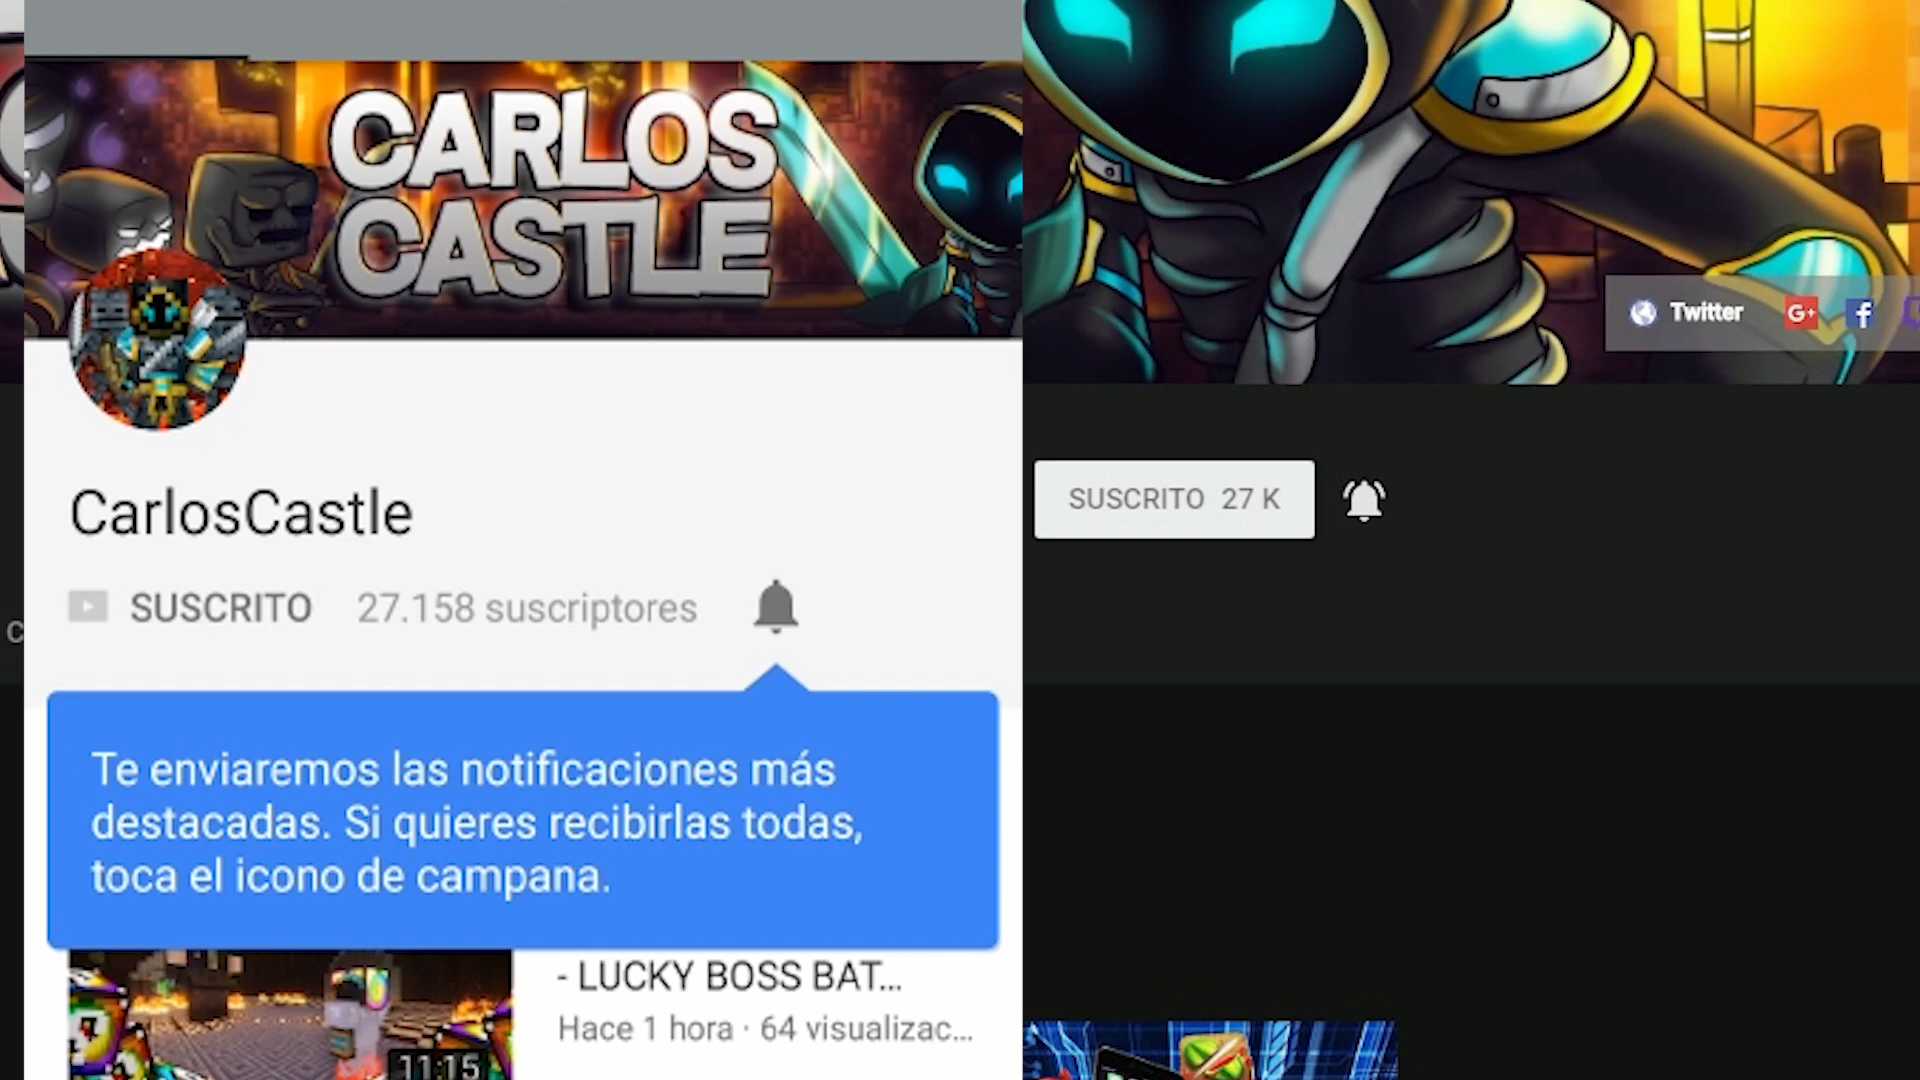 CARLOS
CASTLE
Twitter
G+
f
CarlosCastle
SUSCRITO 27.158 suscriptores
SUSCRITO 27 K
Te enviaremos las notificaciones más
destacadas. Si quieres recibirlas todas,
toca el icono de campana.
- LUCKY BOSS BAT...
Hace 1 hora · 64 visualizac...
11:15